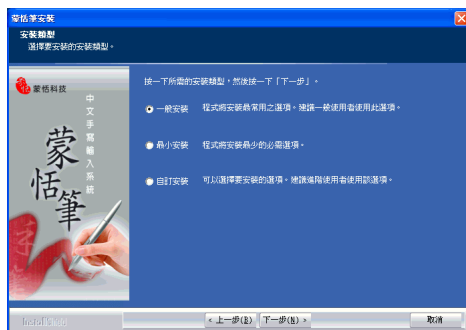 蒙恬筆安裝
安裝類型
選擇要安裝的安裝類型。
蒙恬科技
中文手寫輸入系統
蒙恬筆
按一下所需的安裝類型，然後按一下「下一步」。
一般安裝 程式將安裝最常用之選項。建議一般使用者使用此選項。
最小安裝 程式將安裝最少的必需選項。
自訂安裝 可以選擇要安裝的選項。建議進階使用者使用該選項。
InstallShield
< 上一步(B) 下一步(N) > 取消